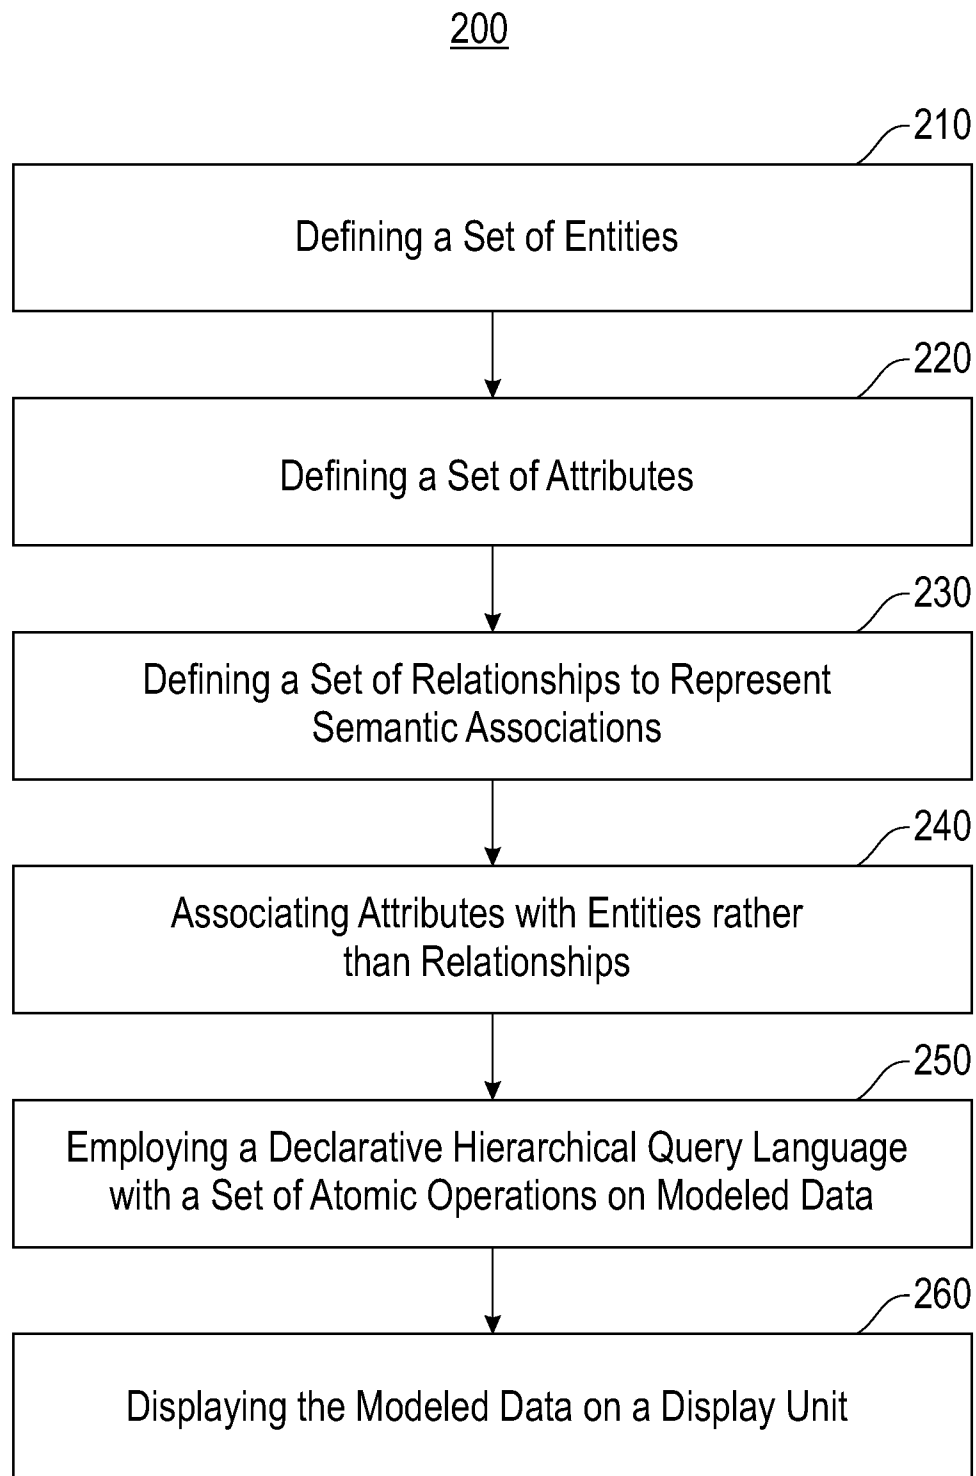 200
210
Defining a Set of Entities
220
Defining a Set of Attributes
230
Defining a Set of Relationships to Represent
Semantic Associations
240
Associating Attributes with Entities rather
than Relationships
250
Employing a Declarative Hierarchical Query Language
with a Set of Atomic Operations on Modeled Data
260
Displaying the Modeled Data on a Display Unit